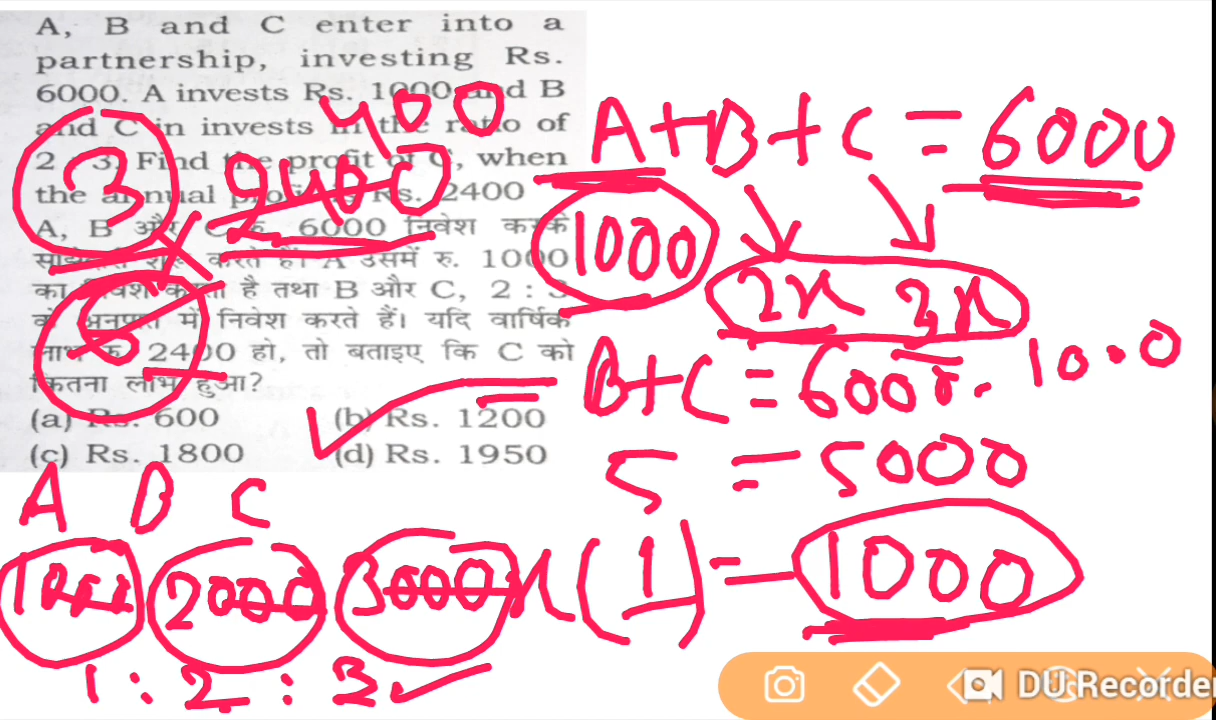 A, B and C enter into a
partnership, investing Rs.
6000. A invests Rs. 1000 and B
and C in invests in the ratio of
2 : 3. Find the profit of C, when
the annual profit is Rs. 2400
A, B और C रु. 6000 निवेश करके
करते हैं। A उसमें रु. 1000
का निवेश करता है तथा B और C, 2 : 3
के अनुपात में निवेश करते हैं। यदि वार्षिक
लाभ रु. 2400 हो, तो बताइए कि C को
कितना लाभ हुआ?
(a) Rs. 600 (b) Rs. 1200
(c) Rs. 1800 (d) Rs. 1950
400
3 2400
6
A+B+C = 6000
1000 2x 3x
B+C = 6000 - 1000
5 = 5000
x (1) = 1000
A B C
1000 2000 3000
1 : 2 : 3
DU Recorder